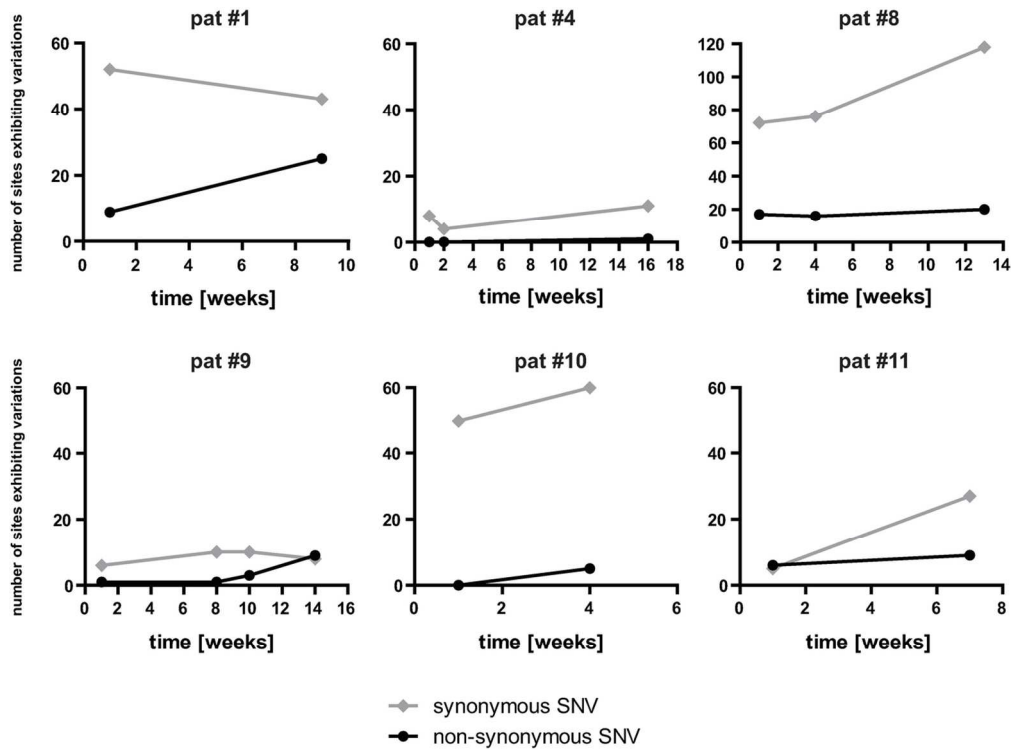 pat #1
pat #4
pat #8
number of sites exhibiting variations
60
40
20
0
0 2 4 6 8 10
time [weeks]
60
40
20
0
0 2 4 6 8 10 12 14 16 18
time [weeks]
120
100
80
60
40
20
0
0 2 4 6 8 10 12 14
time [weeks]
pat #9
pat #10
pat #11
number of sites exhibiting variations
60
40
20
0
0 2 4 6 8 10 12 14 16
time [weeks]
60
40
20
0
0 2 4 6
time [weeks]
60
40
20
0
0 2 4 6 8
time [weeks]
synonymous SNV
non-synonymous SNV